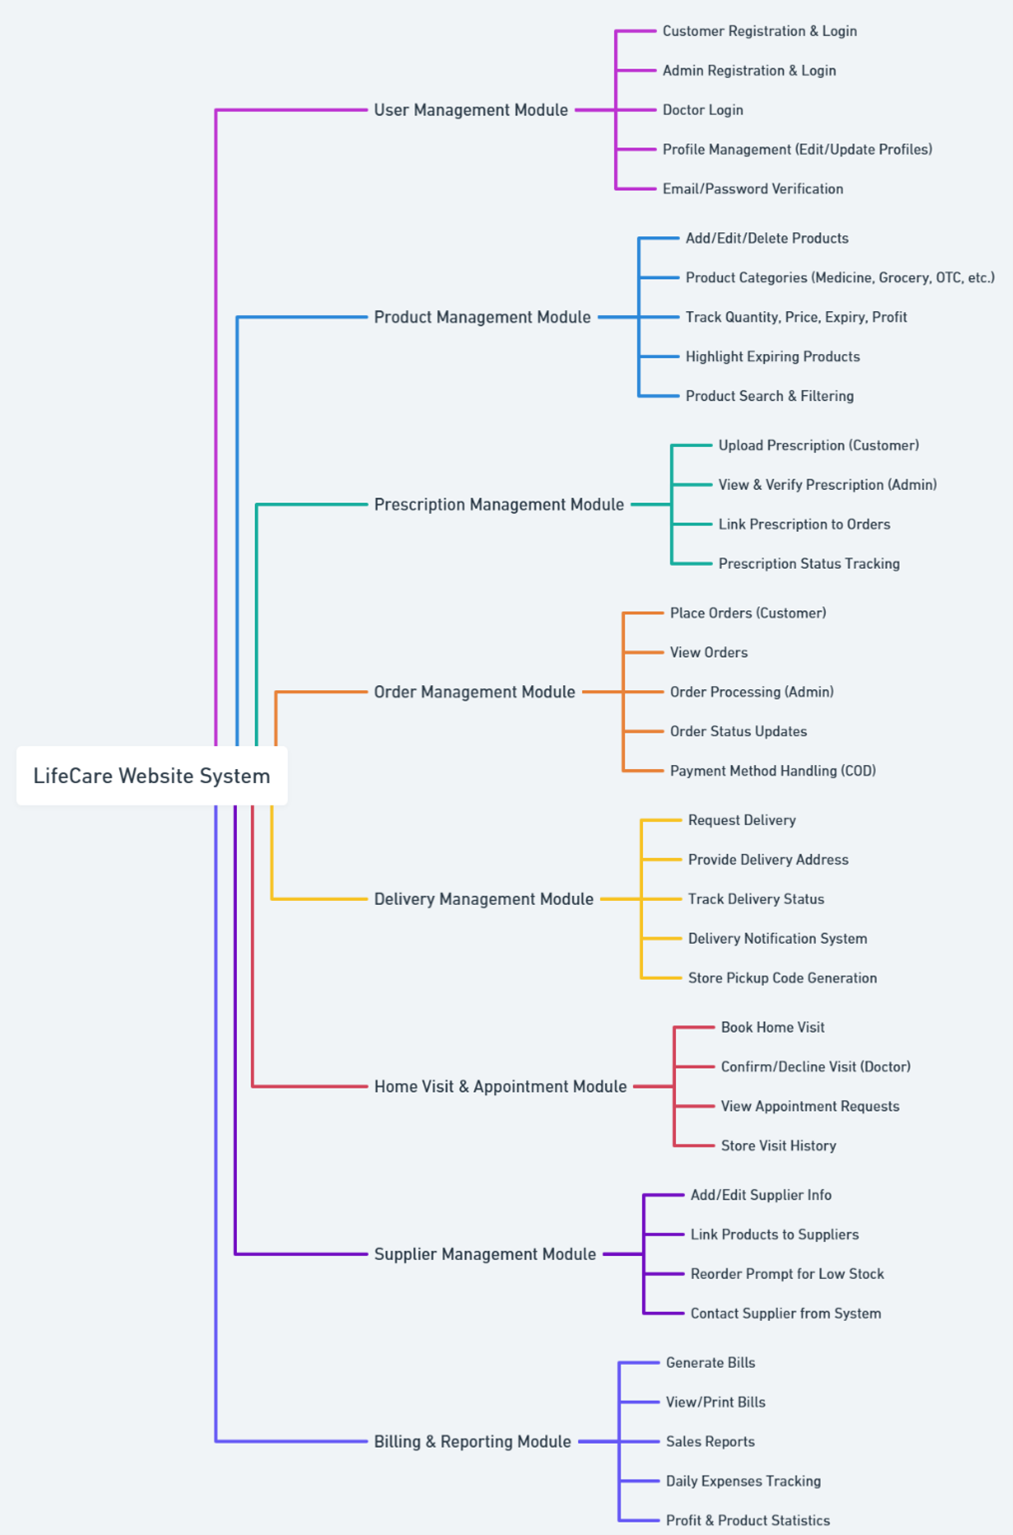 LifeCare Website System
User Management Module
Customer Registration & Login
Admin Registration & Login
Doctor Login
Profile Management (Edit/Update Profiles)
Email/Password Verification
Product Management Module
Add/Edit/Delete Products
Product Categories (Medicine, Grocery, OTC, etc.)
Track Quantity, Price, Expiry, Profit
Highlight Expiring Products
Product Search & Filtering
Prescription Management Module
Upload Prescription (Customer)
View & Verify Prescription (Admin)
Link Prescription to Orders
Prescription Status Tracking
Order Management Module
Place Orders (Customer)
View Orders
Order Processing (Admin)
Order Status Updates
Payment Method Handling (COD)
Delivery Management Module
Request Delivery
Provide Delivery Address
Track Delivery Status
Delivery Notification System
Store Pickup Code Generation
Home Visit & Appointment Module
Book Home Visit
Confirm/Decline Visit (Doctor)
View Appointment Requests
Store Visit History
Supplier Management Module
Add/Edit Supplier Info
Link Products to Suppliers
Reorder Prompt for Low Stock
Contact Supplier from System
Billing & Reporting Module
Generate Bills
View/Print Bills
Sales Reports
Daily Expenses Tracking
Profit & Product Statistics